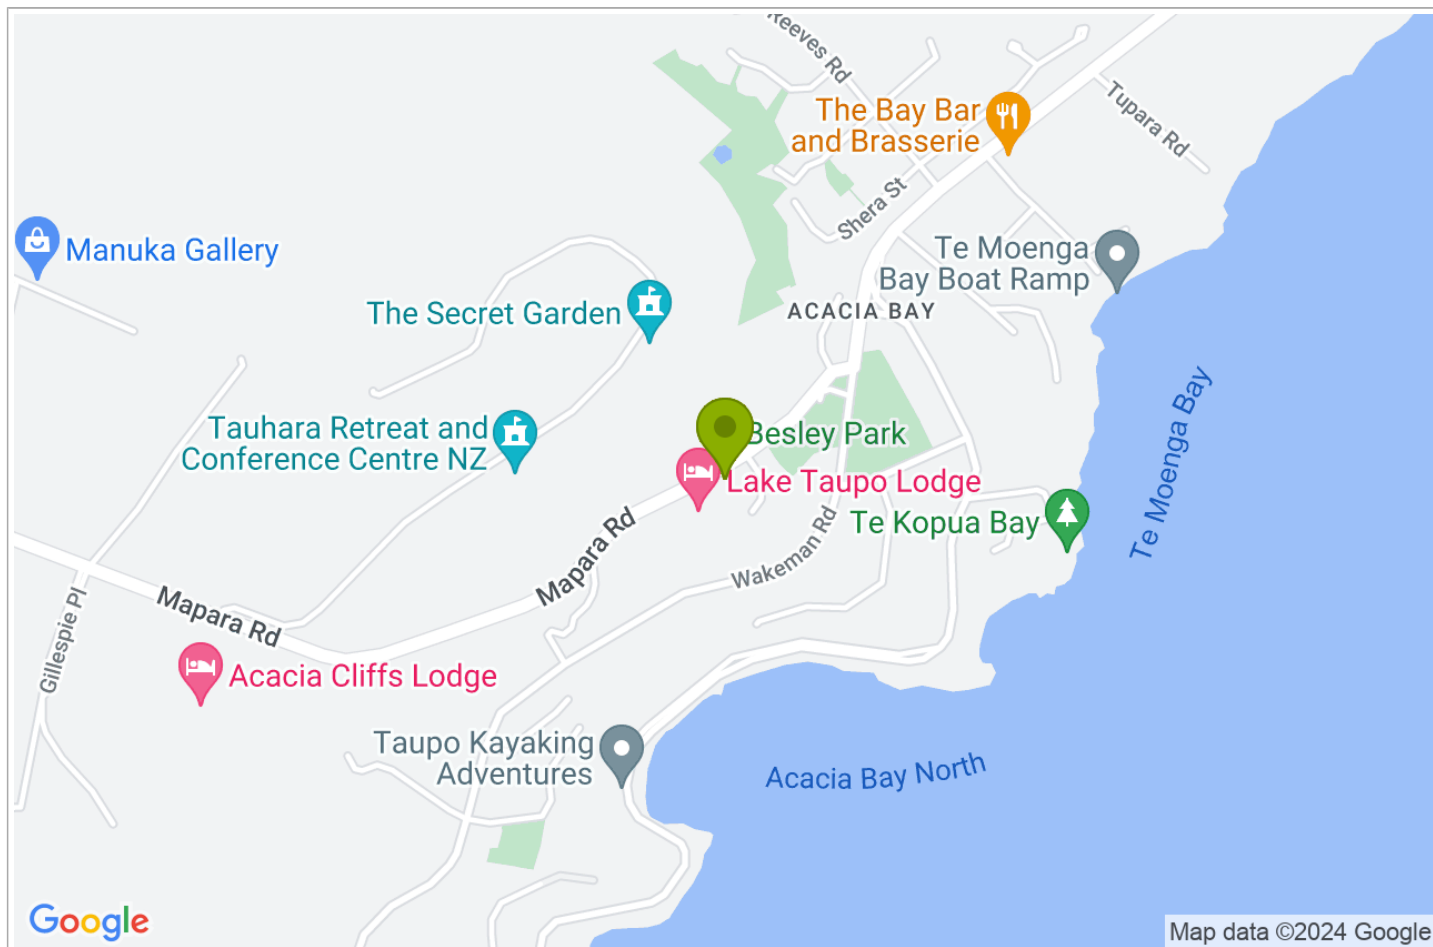 Reeves Rd
The Bay Bar
and Brasserie
Tupara Rd
Shera St
Manuka Gallery
Te Moenga
Bay Boat Ramp
The Secret Garden
ACACIA BAY
Te Moenga Bay
Tauhara Retreat and
Conference Centre NZ
Besley Park
Lake Taupo Lodge
Te Kopua Bay
Mapara Rd
Wakeman Rd
Mapara Rd
Gillespie Pl
Acacia Cliffs Lodge
Taupo Kayaking
Adventures
Acacia Bay North
Google
Map data ©2024 Google